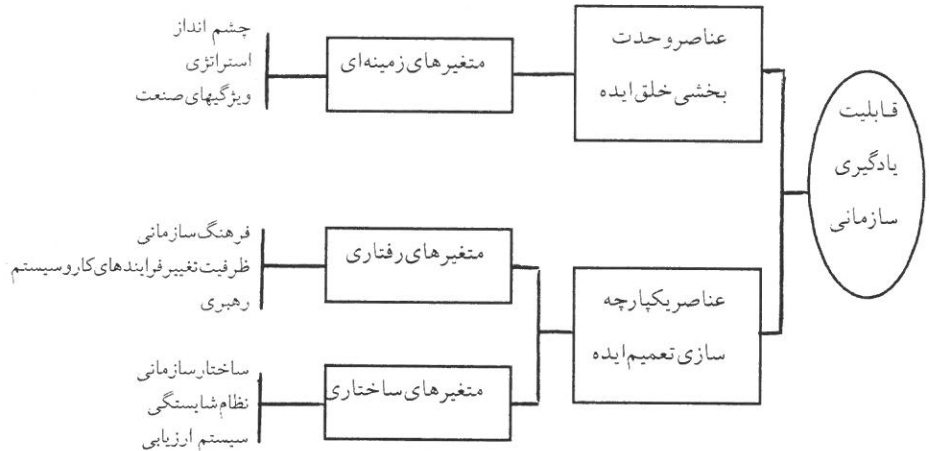 قابلیت
یادگیری
سازمانی
عناصر وحدت
بخشی خلق ایده
متغیرهای زمینه‌ای
چشم انداز
استراتژی
ویژگیهای صنعت
عناصر یکپارچه
سازی تعمیم ایده
متغیرهای رفتاری
فرهنگ سازمانی
ظرفیت تغییر فرایندهای کار و سیستم
رهبری
متغیرهای ساختاری
ساختار سازمانی
نظام شایستگی
سیستم ارزیابی